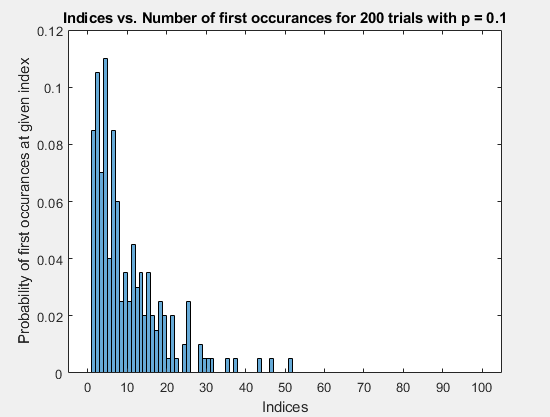 Indices vs. Number of first occurances for 200 trials with p = 0.1
Probability of first occurances at given index
0.12
0.1
0.08
0.06
0.04
0.02
0
0 10 20 30 40 50 60 70 80 90 100
Indices